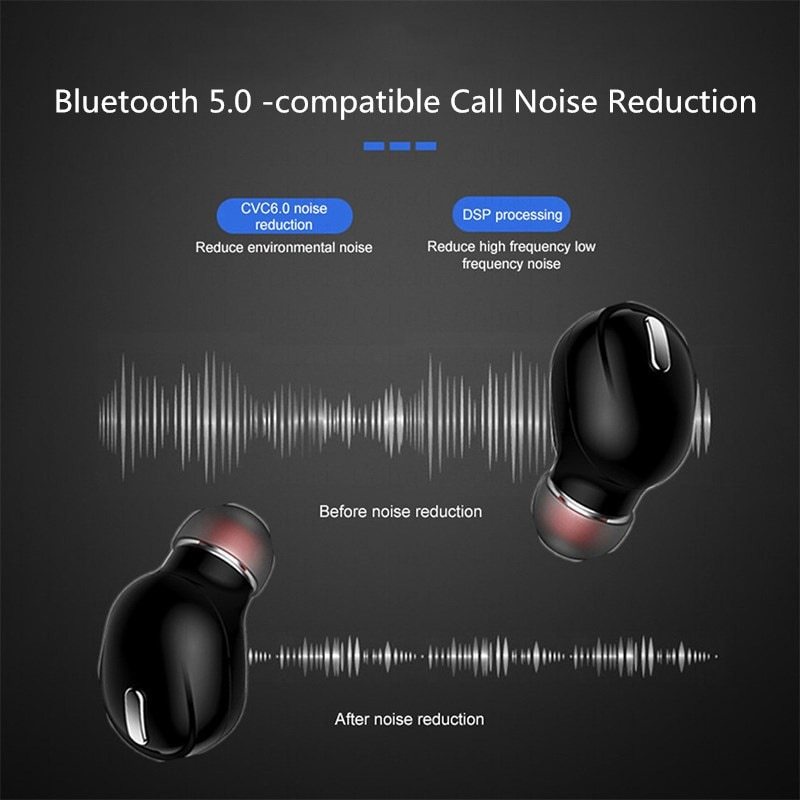 Bluetooth 5.0 -compatible Call Noise Reduction
CVC6.0 noise
reduction
Reduce environmental noise
DSP processing
Reduce high frequency low
frequency noise
Before noise reduction
After noise reduction